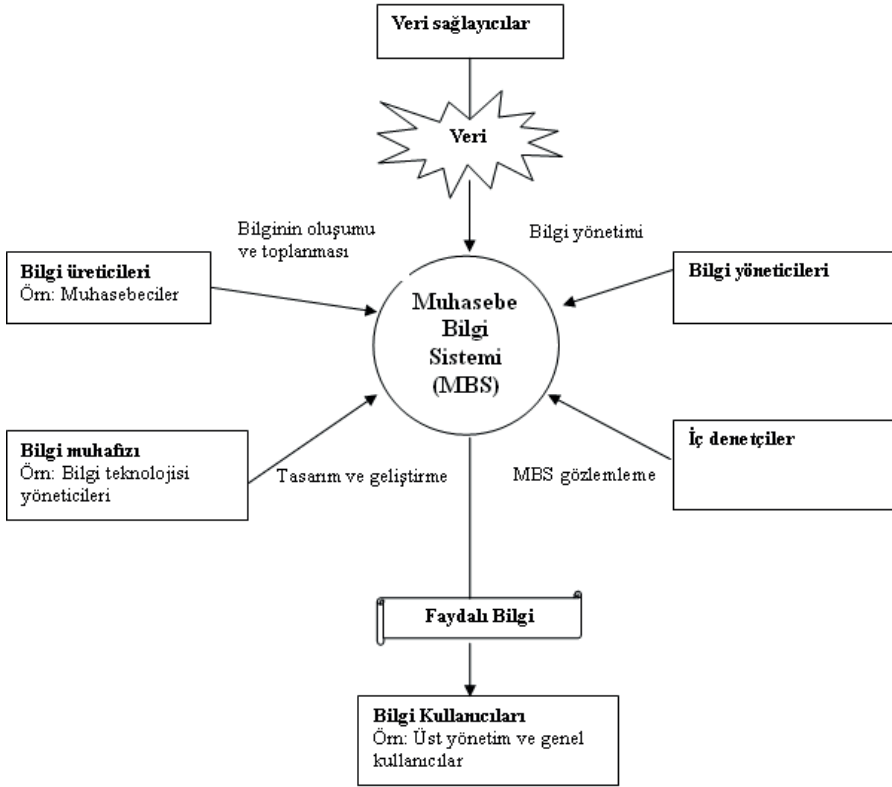 Veri sağlayıcılar
Veri
Bilginin oluşumu
ve toplanması
Bilgi yönetimi
Bilgi üreticileri
Örn: Muhasebeciler
Muhasebe
Bilgi
Sistemi
(MBS)
Bilgi yöneticileri
Bilgi muhafızı
Örn: Bilgi teknolojisi
yöneticileri
Tasarım ve geliştirme
MBS gözlemleme
İç denetçiler
Faydalı Bilgi
Bilgi Kullanıcıları
Örn: Üst yönetim ve genel
kullanıcılar